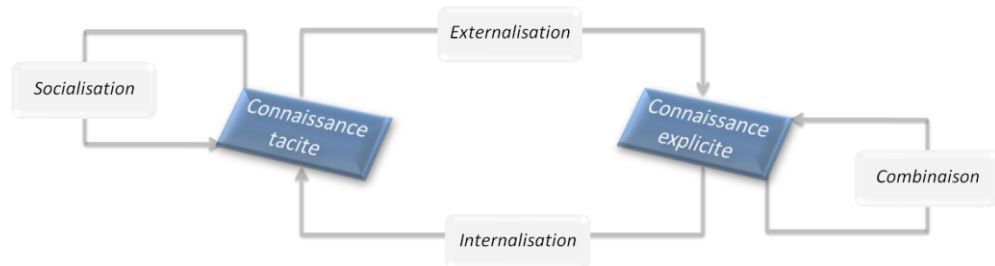 Externalisation
Socialisation
Connaissance
tacite
Connaissance
explicite
Combinaison
Internalisation